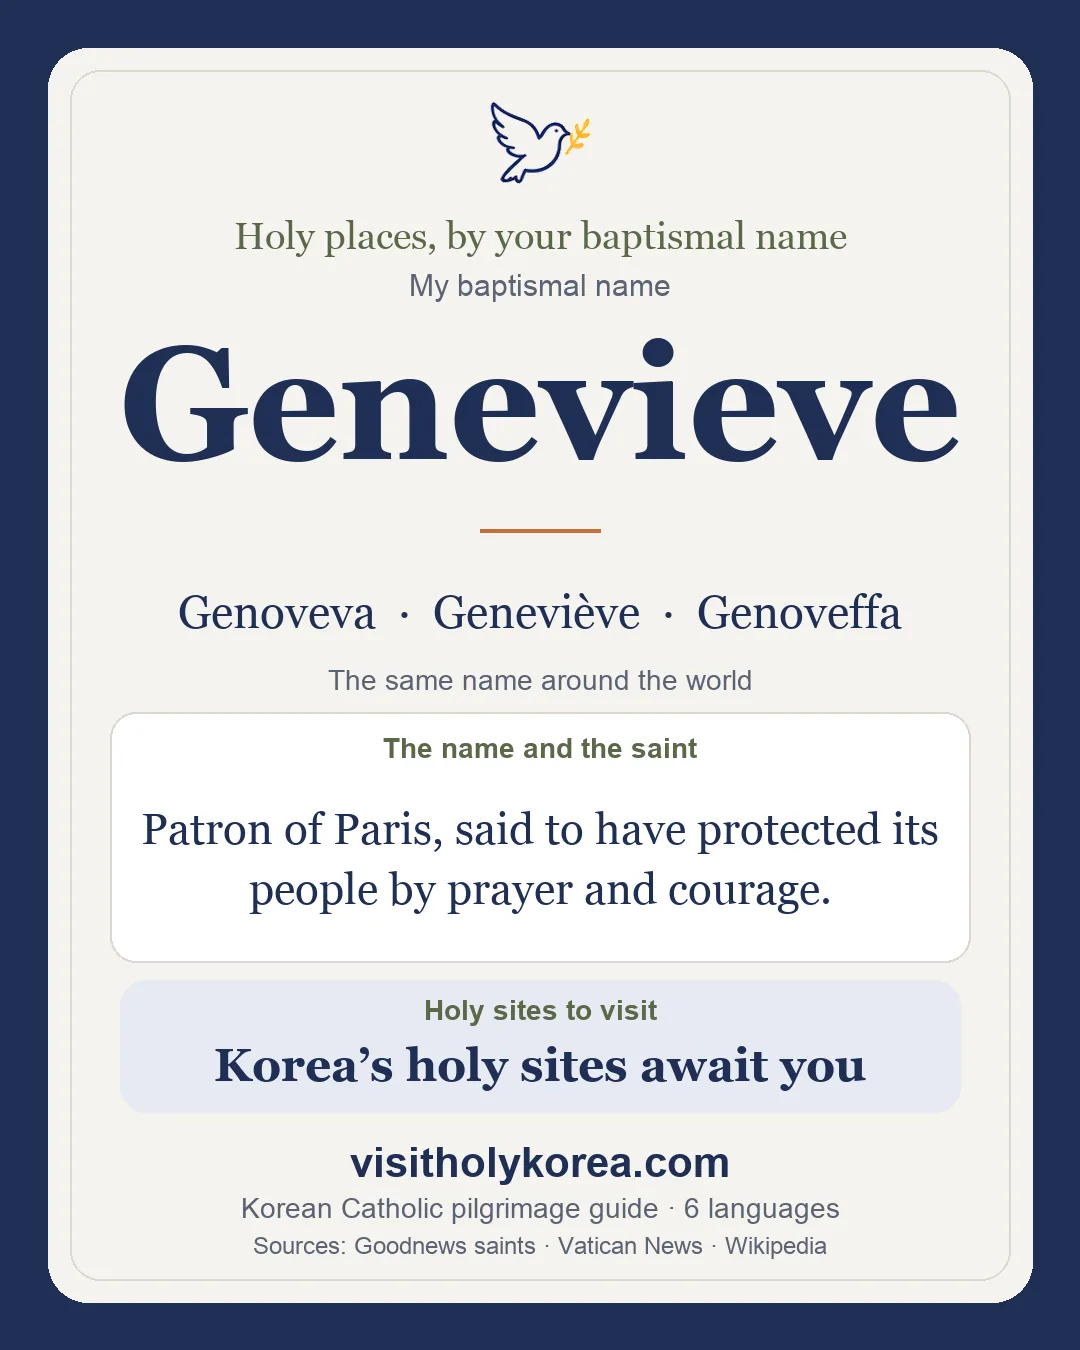 Holy places, by your baptismal name
My baptismal name
Genevieve
Genoveva · Geneviève · Genoveffa
The same name around the world
The name and the saint
Patron of Paris, said to have protected its
people by prayer and courage.
Holy sites to visit
Korea’s holy sites await you
visitholykorea.com
Korean Catholic pilgrimage guide · 6 languages
Sources: Goodnews saints · Vatican News · Wikipedia